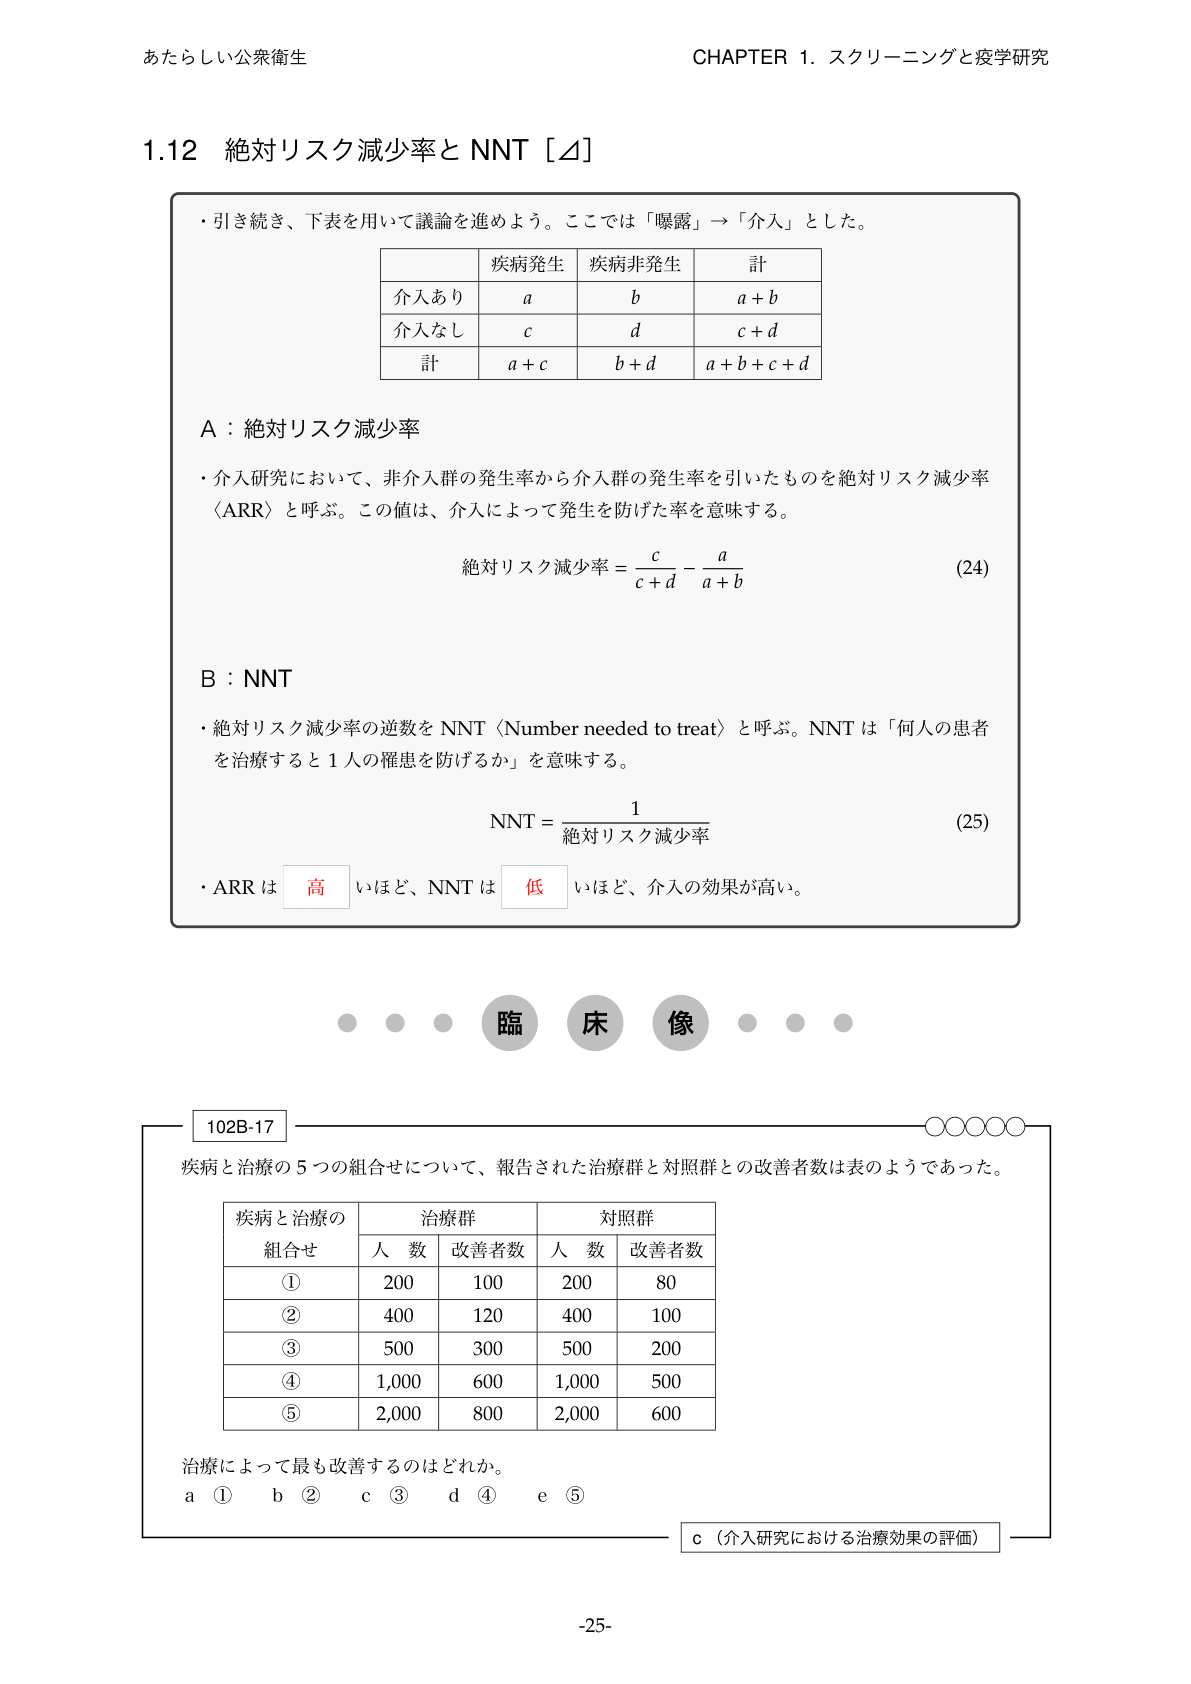 あたらしい公衆衛生
CHAPTER 1. スクリーニングと疫学研究
1.12 絶対リスク減少率と NNT［⊿］
・引き続き、下表を用いて議論を進めよう。ここでは「曝露」→「介入」とした。
疾病発生 疾病非発生 計
介入あり a b a + b
介入なし c d c + d
計 a + c b + d a + b + c + d
A：絶対リスク減少率
・介入研究において、非介入群の発生率から介入群の発生率を引いたものを絶対リスク減少率
〈ARR〉と呼ぶ。この値は、介入によって発生を防げた率を意味する。
絶対リスク減少率 = c/(c + d) − a/(a + b) (24)
B：NNT
・絶対リスク減少率の逆数を NNT〈Number needed to treat〉と呼ぶ。NNT は「何人の患者
を治療すると 1 人の罹患を防げるか」を意味する。
NNT = 1/絶対リスク減少率 (25)
・ARR は 高 いほど、NNT は 低 いほど、介入の効果が高い。
臨 床 像
102B-17
疾病と治療の 5 つの組合せについて、報告された治療群と対照群との改善者数は表のようであった。
疾病と治療の 治療群 対照群
組合せ 人 数 改善者数 人 数 改善者数
① 200 100 200 80
② 400 120 400 100
③ 500 300 500 200
④ 1,000 600 1,000 500
⑤ 2,000 800 2,000 600
治療によって最も改善するのはどれか。
a ① b ② c ③ d ④ e ⑤
c （介入研究における治療効果の評価）
-25-